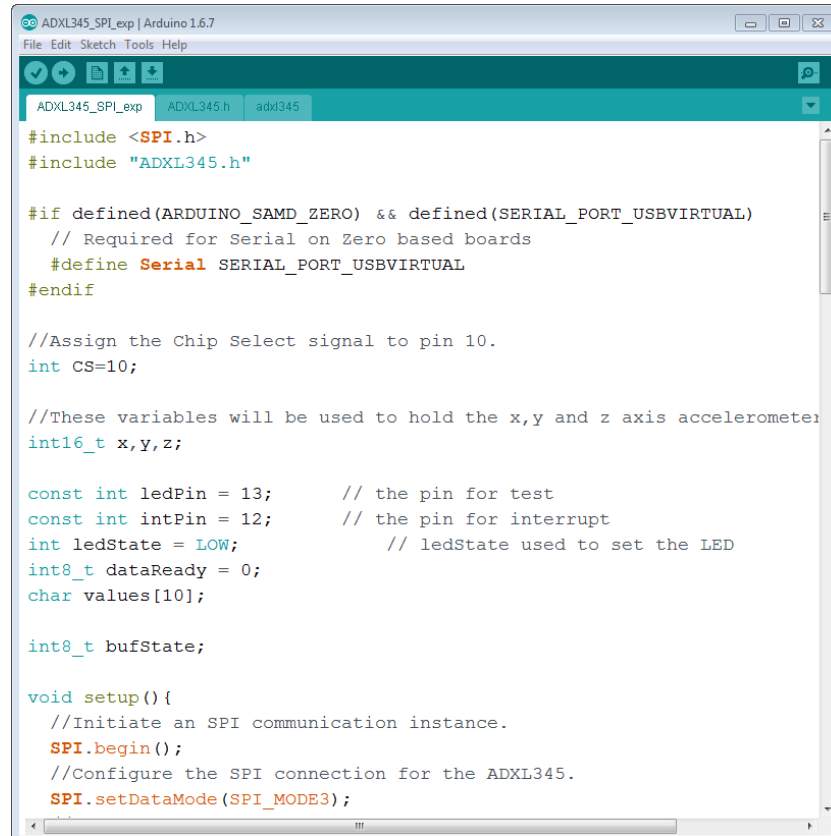 ADXL345_SPI_exp | Arduino 1.6.7
File Edit Sketch Tools Help
ADXL345_SPI_exp ADXL345.h adxl345
#include <SPI.h>
#include "ADXL345.h"
#if defined(ARDUINO_SAMD_ZERO) && defined(SERIAL_PORT_USBVIRTUAL)
// Required for Serial on Zero based boards
#define Serial SERIAL_PORT_USBVIRTUAL
#endif
//Assign the Chip Select signal to pin 10.
int CS=10;
//These variables will be used to hold the x,y and z axis accelerometer
int16_t x,y,z;
const int ledPin = 13; // the pin for test
const int intPin = 12; // the pin for interrupt
int ledState = LOW; // ledState used to set the LED
int8_t dataReady = 0;
char values[10];
int8_t bufState;
void setup(){
//Initiate an SPI communication instance.
SPI.begin();
//Configure the SPI connection for the ADXL345.
SPI.setDataMode(SPI_MODE3);